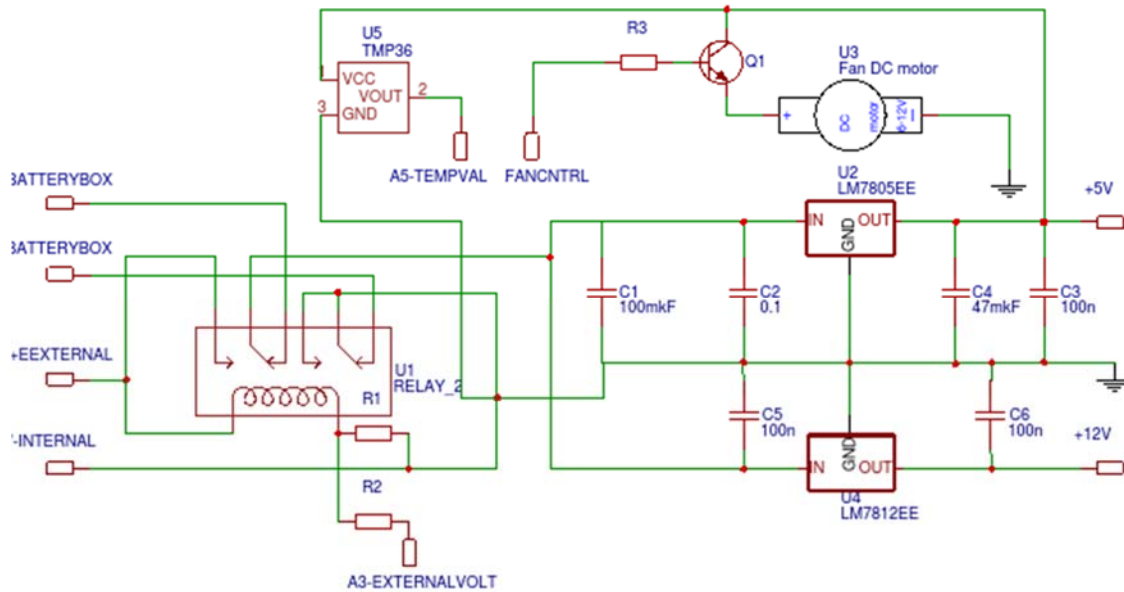 U5
TMP36
1
VCC
VOUT
2
3
GND
R3
Q1
U3
Fan DC motor
+
DC
motor
6-12V
A5-TEMPVAL
FANCNTRL
BATTERYBOX
BATTERYBOX
+EEXTERNAL
-INTERNAL
U1
RELAY_2
R1
R2
A3-EXTERNALVOLT
U2
LM7805EE
IN
OUT
GND
+5V
C1
100mkF
C2
0.1
C4
47mkF
C3
100n
C5
100n
C6
100n
+12V
GND
IN
OUT
U4
LM7812EE